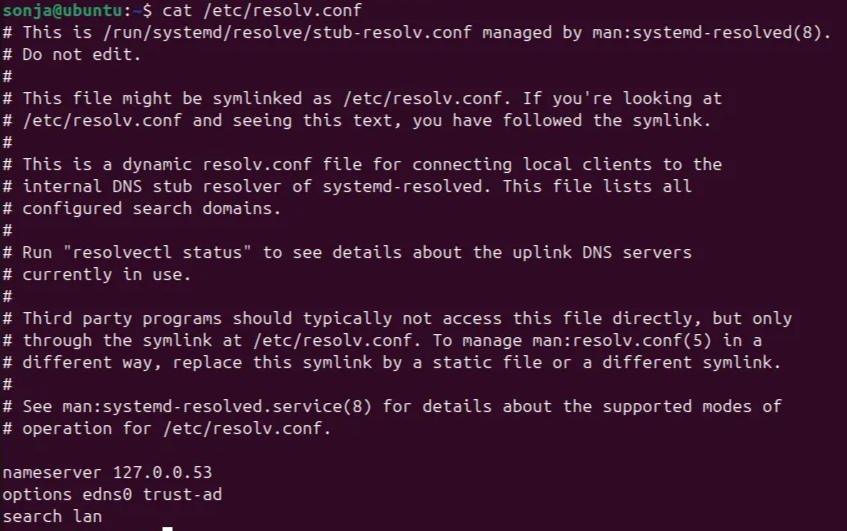 sonja@ubuntu:~$ cat /etc/resolv.conf
# This is /run/systemd/resolve/stub-resolv.conf managed by man:systemd-resolved(8).
# Do not edit.
#
# This file might be symlinked as /etc/resolv.conf. If you're looking at
# /etc/resolv.conf and seeing this text, you have followed the symlink.
#
# This is a dynamic resolv.conf file for connecting local clients to the
# internal DNS stub resolver of systemd-resolved. This file lists all
# configured search domains.
#
# Run "resolvectl status" to see details about the uplink DNS servers
# currently in use.
#
# Third party programs should typically not access this file directly, but only
# through the symlink at /etc/resolv.conf. To manage man:resolv.conf(5) in a
# different way, replace this symlink by a static file or a different symlink.
#
# See man:systemd-resolved.service(8) for details about the supported modes of
# operation for /etc/resolv.conf.

nameserver 127.0.0.53
options edns0 trust-ad
search lan